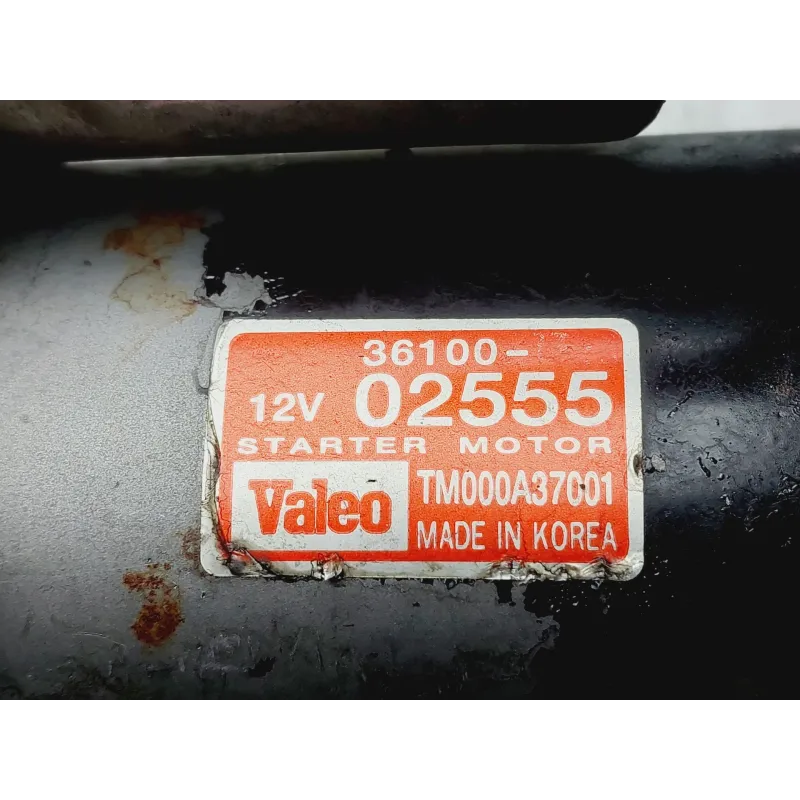 36100-
12V 02555
STARTER MOTOR
Valeo TM000A37001
MADE IN KOREA